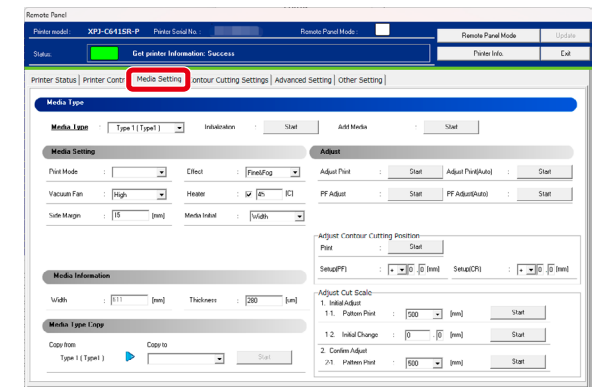 Remote Panel
Printer model : XPJ-C641SR-P Printer Serial No. : Remote Panel Mode : Remote Panel Mode Update
Status: Get printer Information: Success Printer Info. Exit
Printer Status Printer Contr Media Setting ontour Cutting Settings Advanced Setting Other Setting
Media Type
Media Type : Type 1 ( Type1 ) Initialization : Start Add Media : Start
Media Setting Adjust
Print Mode : Effect : Fine&Fog Adjust Print : Start Adjust Print(Auto) : Start
Vacuum Fan : High Heater : 45 [C] PF Adjust : Start PF Adjust(Auto) : Start
Side Margin : 15 [mm] Media Initial : Width
Adjust Contour Cutting Position
Print : Start
Setup(PF) : + 0 . 0 [mm] Setup(CR) : + 0 . 0 [mm]
Media Information
Width : 811 [mm] Thickness : 280 [um]
Adjust Cut Scale
1. Initial Adjust
1-1. Pattern Print : 500 [mm] Start
1-2. Initial Change : 0 . 0 [mm] Start
2. Confirm Adjust
2-1 Pattern Print : 500 [mm] Start
Media Type Copy
Copy from Copy to
Type 1 ( Type1 ) Start